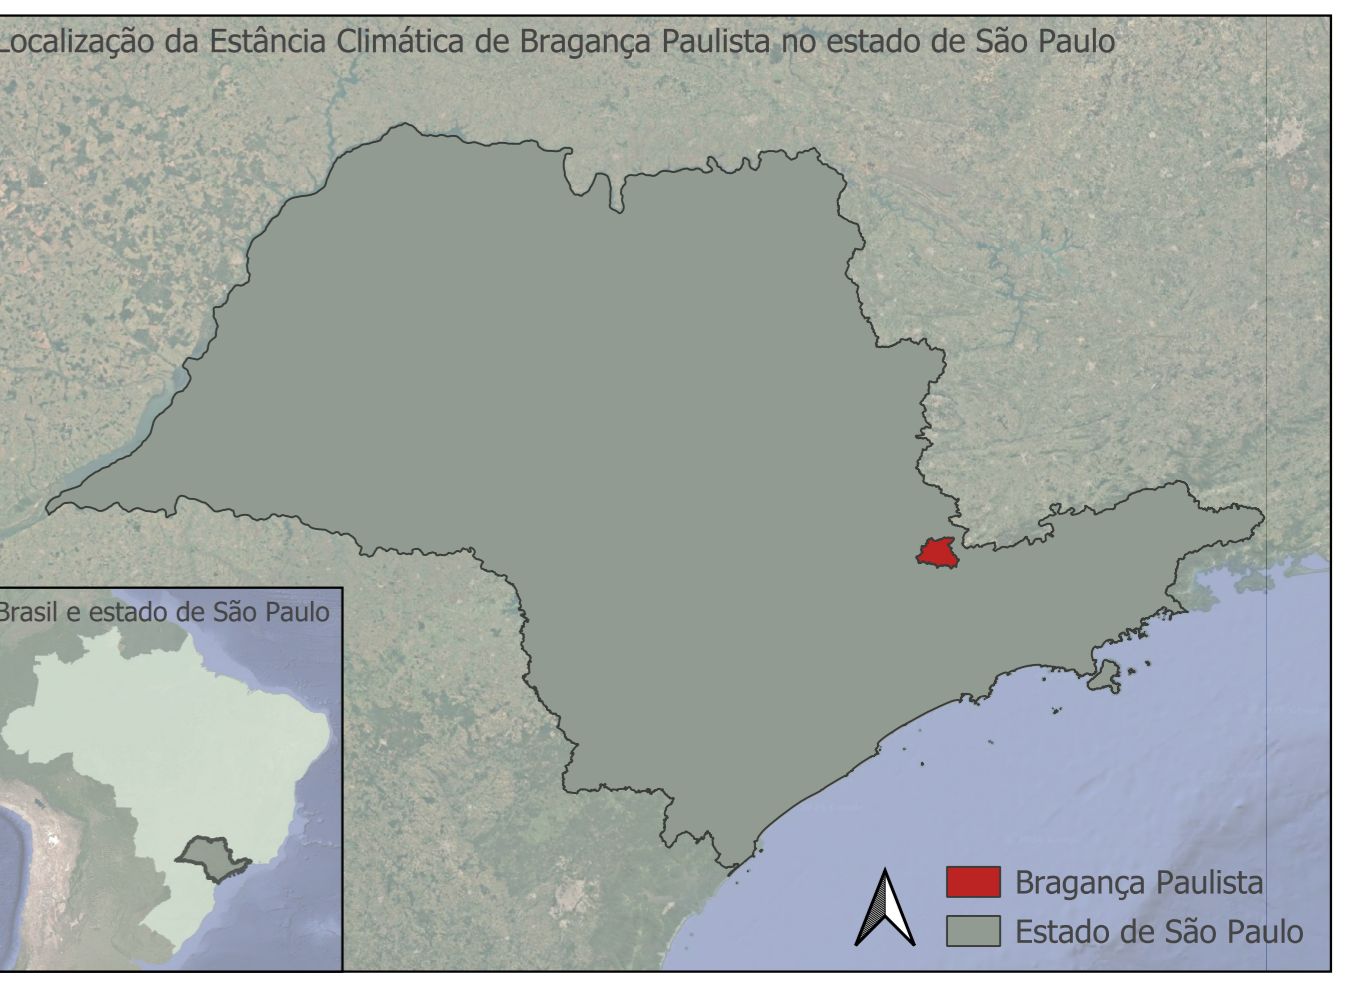 Localização da Estância Climática de Bragança Paulista no estado de São Paulo
Brasil e estado de São Paulo
Bragança Paulista
Estado de São Paulo